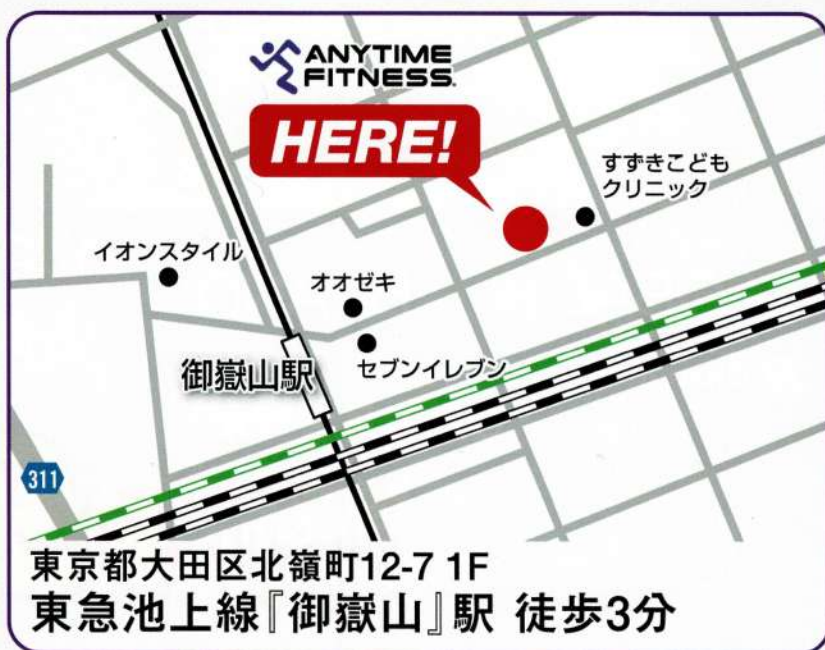 ANYTIME
FITNESS
HERE!
すずきこども
クリニック
イオンスタイル
オオゼキ
セブンイレブン
御嶽山駅
311
東京都大田区北嶺町12-7 1F
東急池上線『御嶽山』駅 徒歩3分